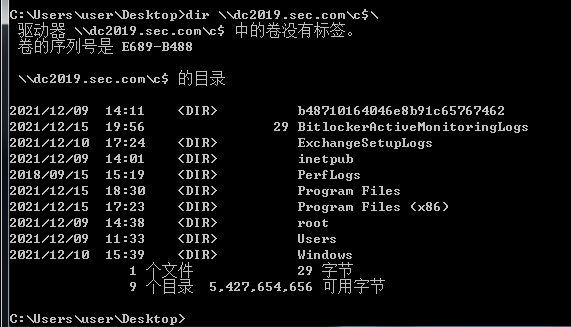 C:\Users\user\Desktop>dir \\dc2019.sec.com\c$\
驱动器 \\dc2019.sec.com\c$ 中的卷没有标签。
卷的序列号是 E689-B488
\\dc2019.sec.com\c$ 的目录
2021/12/09 14:11 <DIR> b48710164046e8b91c65767462
2021/12/15 19:56 29 BitlockerActiveMonitoringLogs
2021/12/10 17:24 <DIR> ExchangeSetupLogs
2021/12/09 14:01 <DIR> inetpub
2018/09/15 15:19 <DIR> PerfLogs
2021/12/15 18:30 <DIR> Program Files
2021/12/15 17:23 <DIR> Program Files (x86)
2021/12/09 14:38 <DIR> root
2021/12/09 11:33 <DIR> Users
2021/12/10 15:39 <DIR> Windows
1 个文件 29 字节
9 个目录 5,427,654,656 可用字节
C:\Users\user\Desktop>